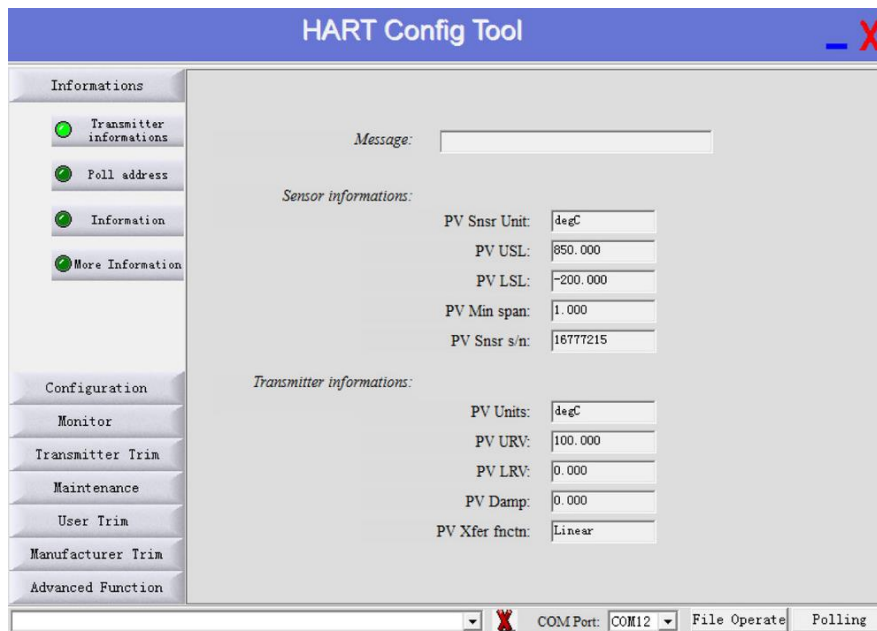 HART Config Tool
Informations
Transmitter
informations
Poll address
Information
More Information
Configuration
Monitor
Transmitter Trim
Maintenance
User Trim
Manufacturer Trim
Advanced Function
Message:
Sensor informations:
PV Snsr Unit: degC
PV USL: 850.000
PV LSL: -200.000
PV Min span: 1.000
PV Snsr s/n: 16777215
Transmitter informations:
PV Units: degC
PV URV: 100.000
PV LRV: 0.000
PV Damp: 0.000
PV Xfer fnctn: Linear
COM Port: COM12 File Operate Polling